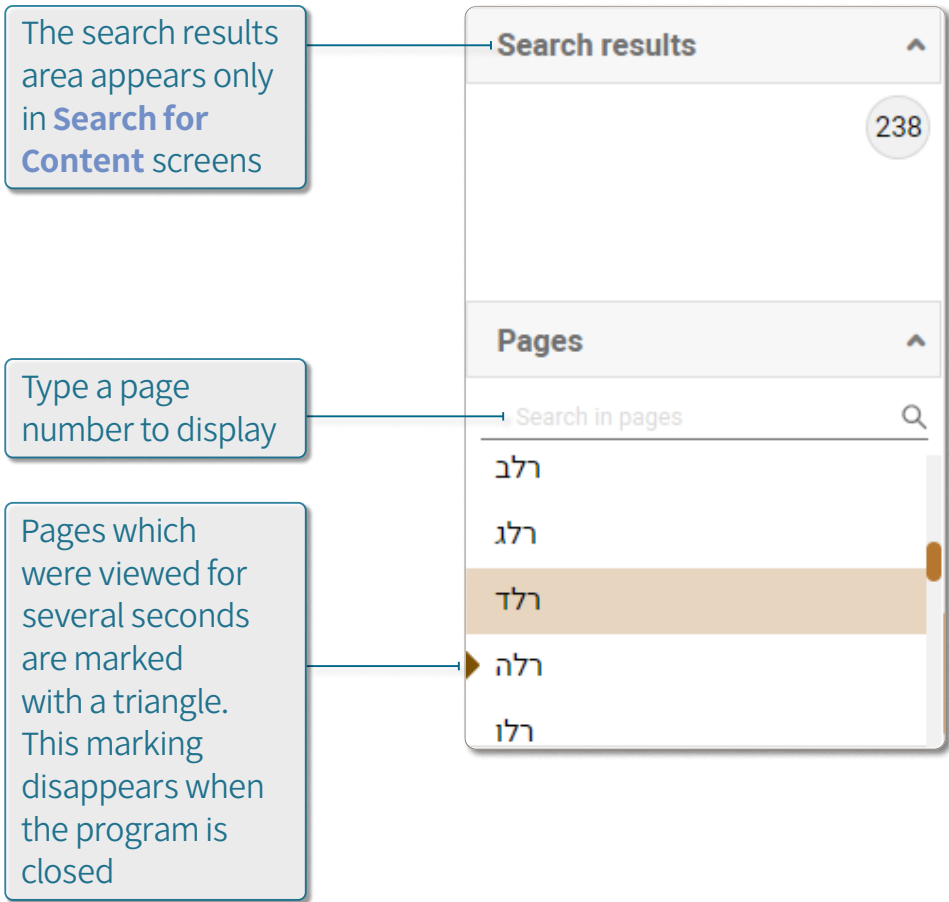 The search results
area appears only
in Search for
Content screens
Search results
238
Pages
Type a page
number to display
Search in pages
רלב
רלג
רלד
Pages which
were viewed for
several seconds
are marked
with a triangle.
This marking
disappears when
the program is
closed
רלה
רלו